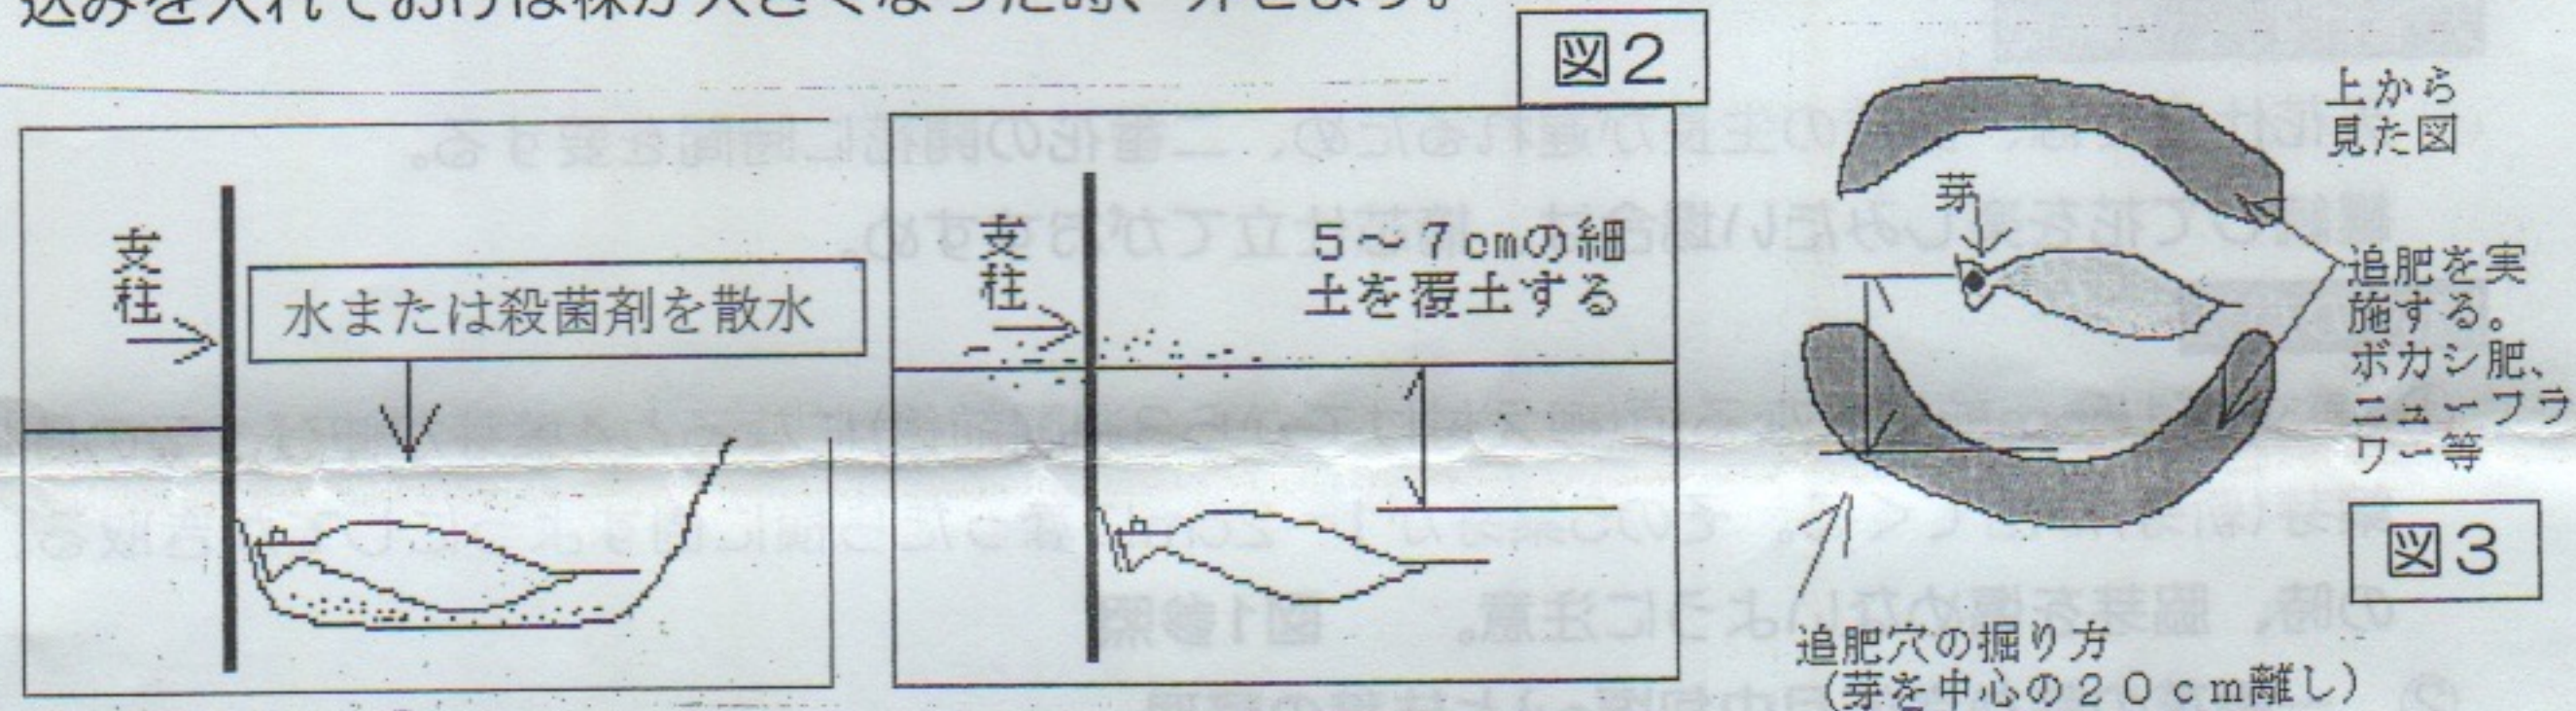 込みを入れておけば株が大きくなった時、外せます。
図2
支柱
水または殺菌剤を散水
支柱
5～7cmの細
土を覆土する
上から
見た図
芽
追肥を実
施する。
ボカシ肥、
ニューフラ
ワー等
図3
追肥穴の掘り方
（芽を中心の20cm離し）